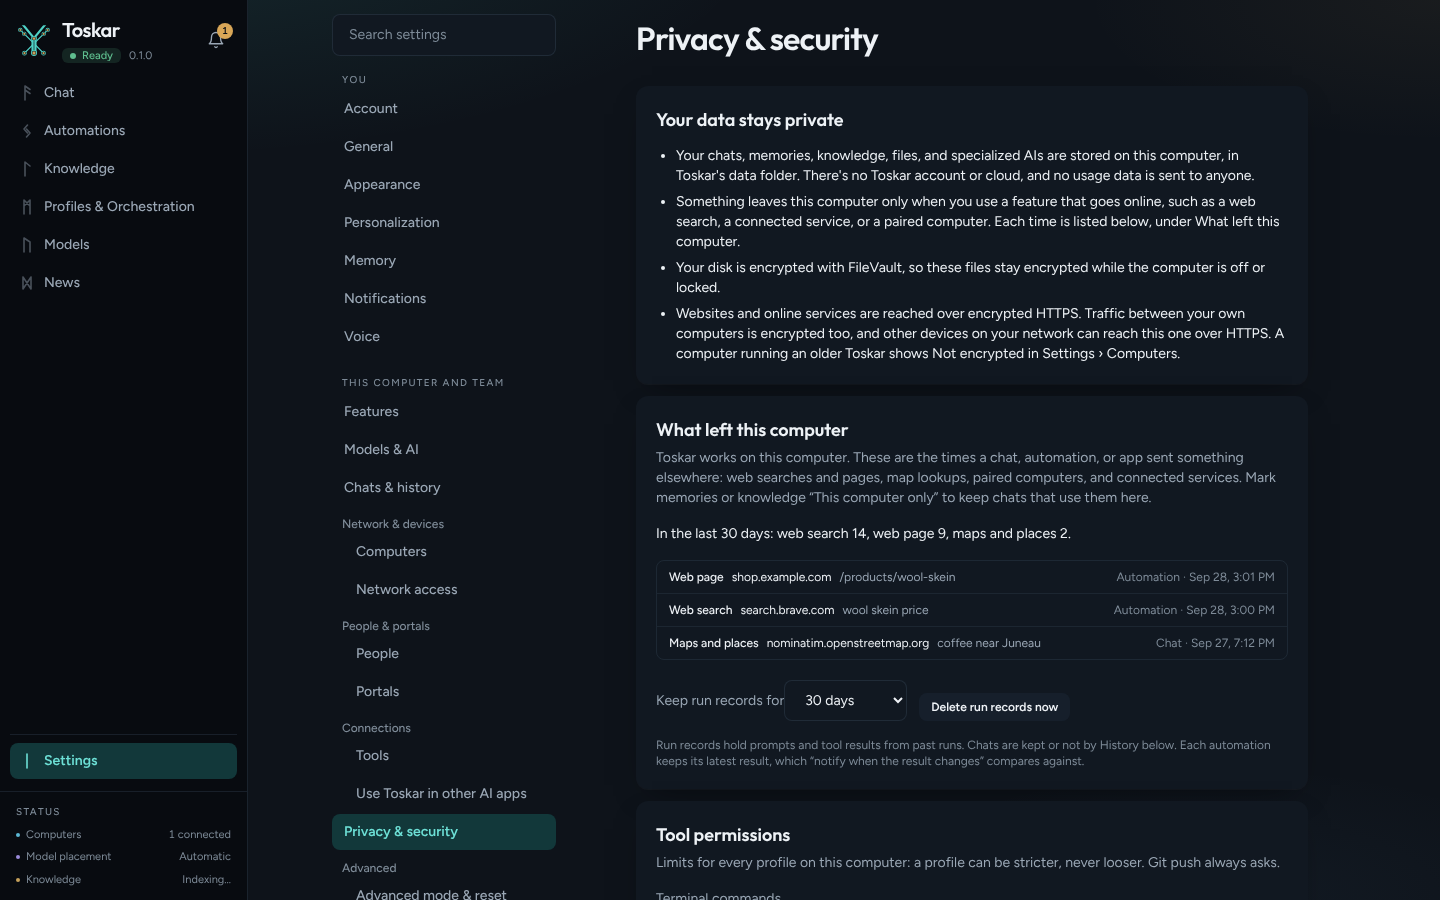 Toskar
Ready 0.1.0
1
Chat
Automations
Knowledge
Profiles & Orchestration
Models
News
Settings
STATUS
Computers 1 connected
Model placement Automatic
Knowledge Indexing...
Search settings
YOU
Account
General
Appearance
Personalization
Memory
Notifications
Voice
THIS COMPUTER AND TEAM
Features
Models & AI
Chats & history
Network & devices
Computers
Network access
People & portals
People
Portals
Connections
Tools
Use Toskar in other AI apps
Privacy & security
Advanced
Advanced mode & reset
Privacy & security
Your data stays private
• Your chats, memories, knowledge, files, and specialized AIs are stored on this computer, in
Toskar's data folder. There's no Toskar account or cloud, and no usage data is sent to anyone.
• Something leaves this computer only when you use a feature that goes online, such as a web
search, a connected service, or a paired computer. Each time is listed below, under What left this
computer.
• Your disk is encrypted with FileVault, so these files stay encrypted while the computer is off or
locked.
• Websites and online services are reached over encrypted HTTPS. Traffic between your own
computers is encrypted too, and other devices on your network can reach this one over HTTPS. A
computer running an older Toskar shows Not encrypted in Settings › Computers.
What left this computer
Toskar works on this computer. These are the times a chat, automation, or app sent something
elsewhere: web searches and pages, map lookups, paired computers, and connected services. Mark
memories or knowledge “This computer only” to keep chats that use them here.
In the last 30 days: web search 14, web page 9, maps and places 2.
Web page shop.example.com /products/wool-skein Automation · Sep 28, 3:01 PM
Web search search.brave.com wool skein price Automation · Sep 28, 3:00 PM
Maps and places nominatim.openstreetmap.org coffee near Juneau Chat · Sep 27, 7:12 PM
Keep run records for 30 days Delete run records now
Run records hold prompts and tool results from past runs. Chats are kept or not by History below. Each automation
keeps its latest result, which “notify when the result changes” compares against.
Tool permissions
Limits for every profile on this computer: a profile can be stricter, never looser. Git push always asks.
Terminal commands